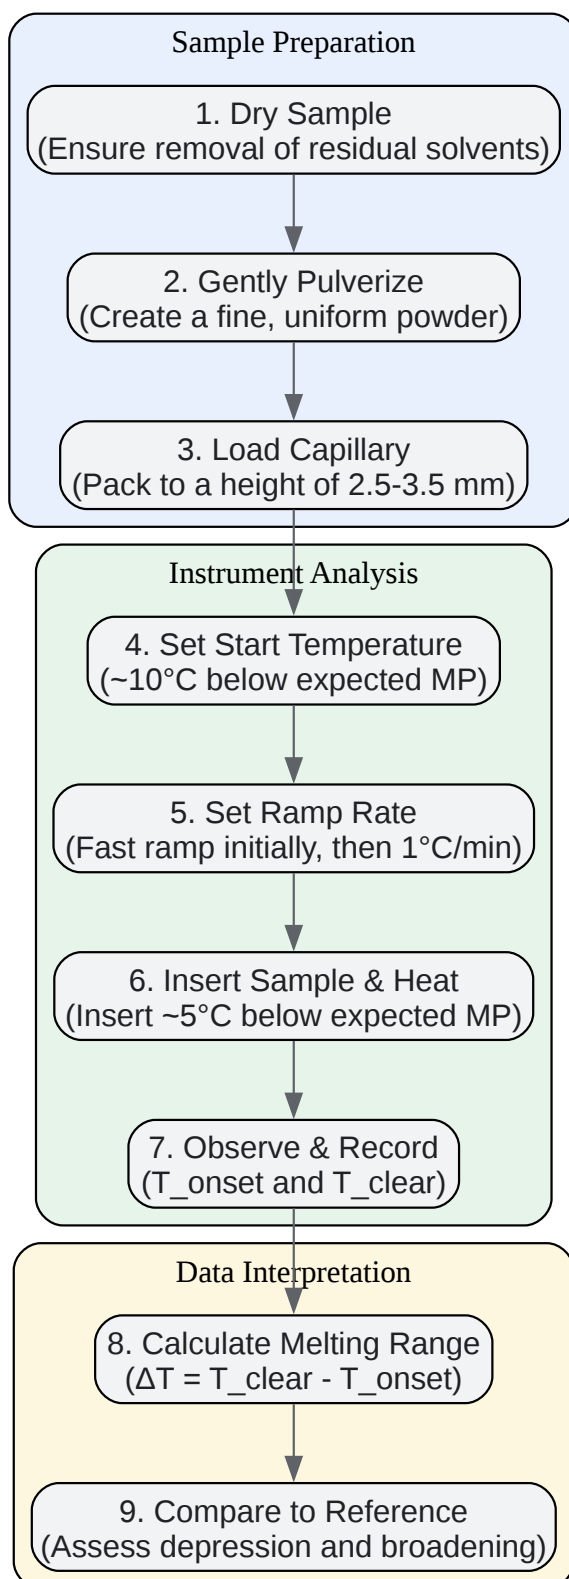 Sample Preparation
1. Dry Sample
(Ensure removal of residual solvents)
2. Gently Pulverize
(Create a fine, uniform powder)
3. Load Capillary
(Pack to a height of 2.5-3.5 mm)
Instrument Analysis
4. Set Start Temperature
(~10°C below expected MP)
5. Set Ramp Rate
(Fast ramp initially, then 1°C/min)
6. Insert Sample & Heat
(Insert ~5°C below expected MP)
7. Observe & Record
(T_onset and T_clear)
Data Interpretation
8. Calculate Melting Range
(ΔT = T_clear - T_onset)
9. Compare to Reference
(Assess depression and broadening)